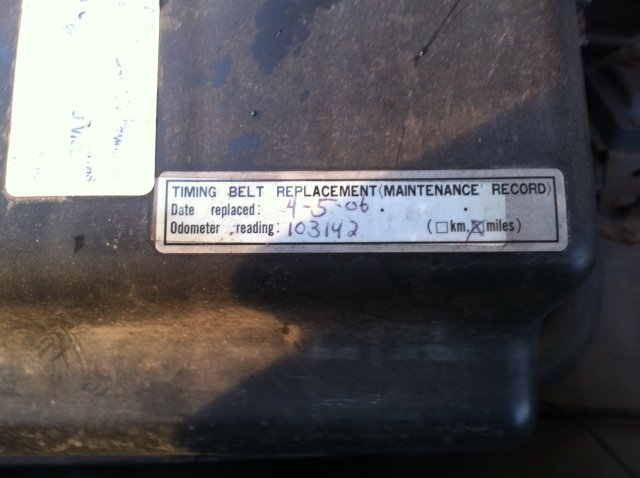 TIMING BELT REPLACEMENT (MAINTENANCE RECORD)
Date replaced: 4-5-06 . .
Odometer reading: 103142 (□km, ☒miles)